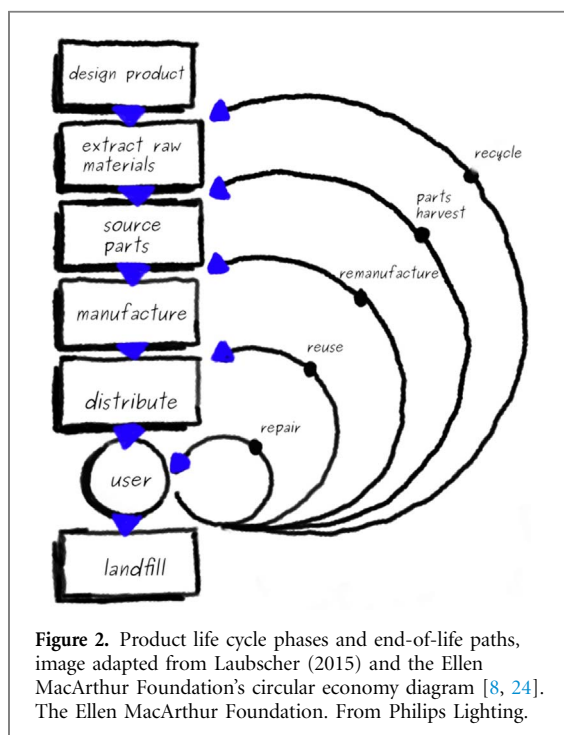 design product
extract raw
materials
source
parts
manufacture
distribute
user
landfill
recycle
parts
harvest
remanufacture
reuse
repair
Figure 2. Product life cycle phases and end-of-life paths,
image adapted from Laubscher (2015) and the Ellen
MacArthur Foundation's circular economy diagram [8, 24].
The Ellen MacArthur Foundation. From Philips Lighting.